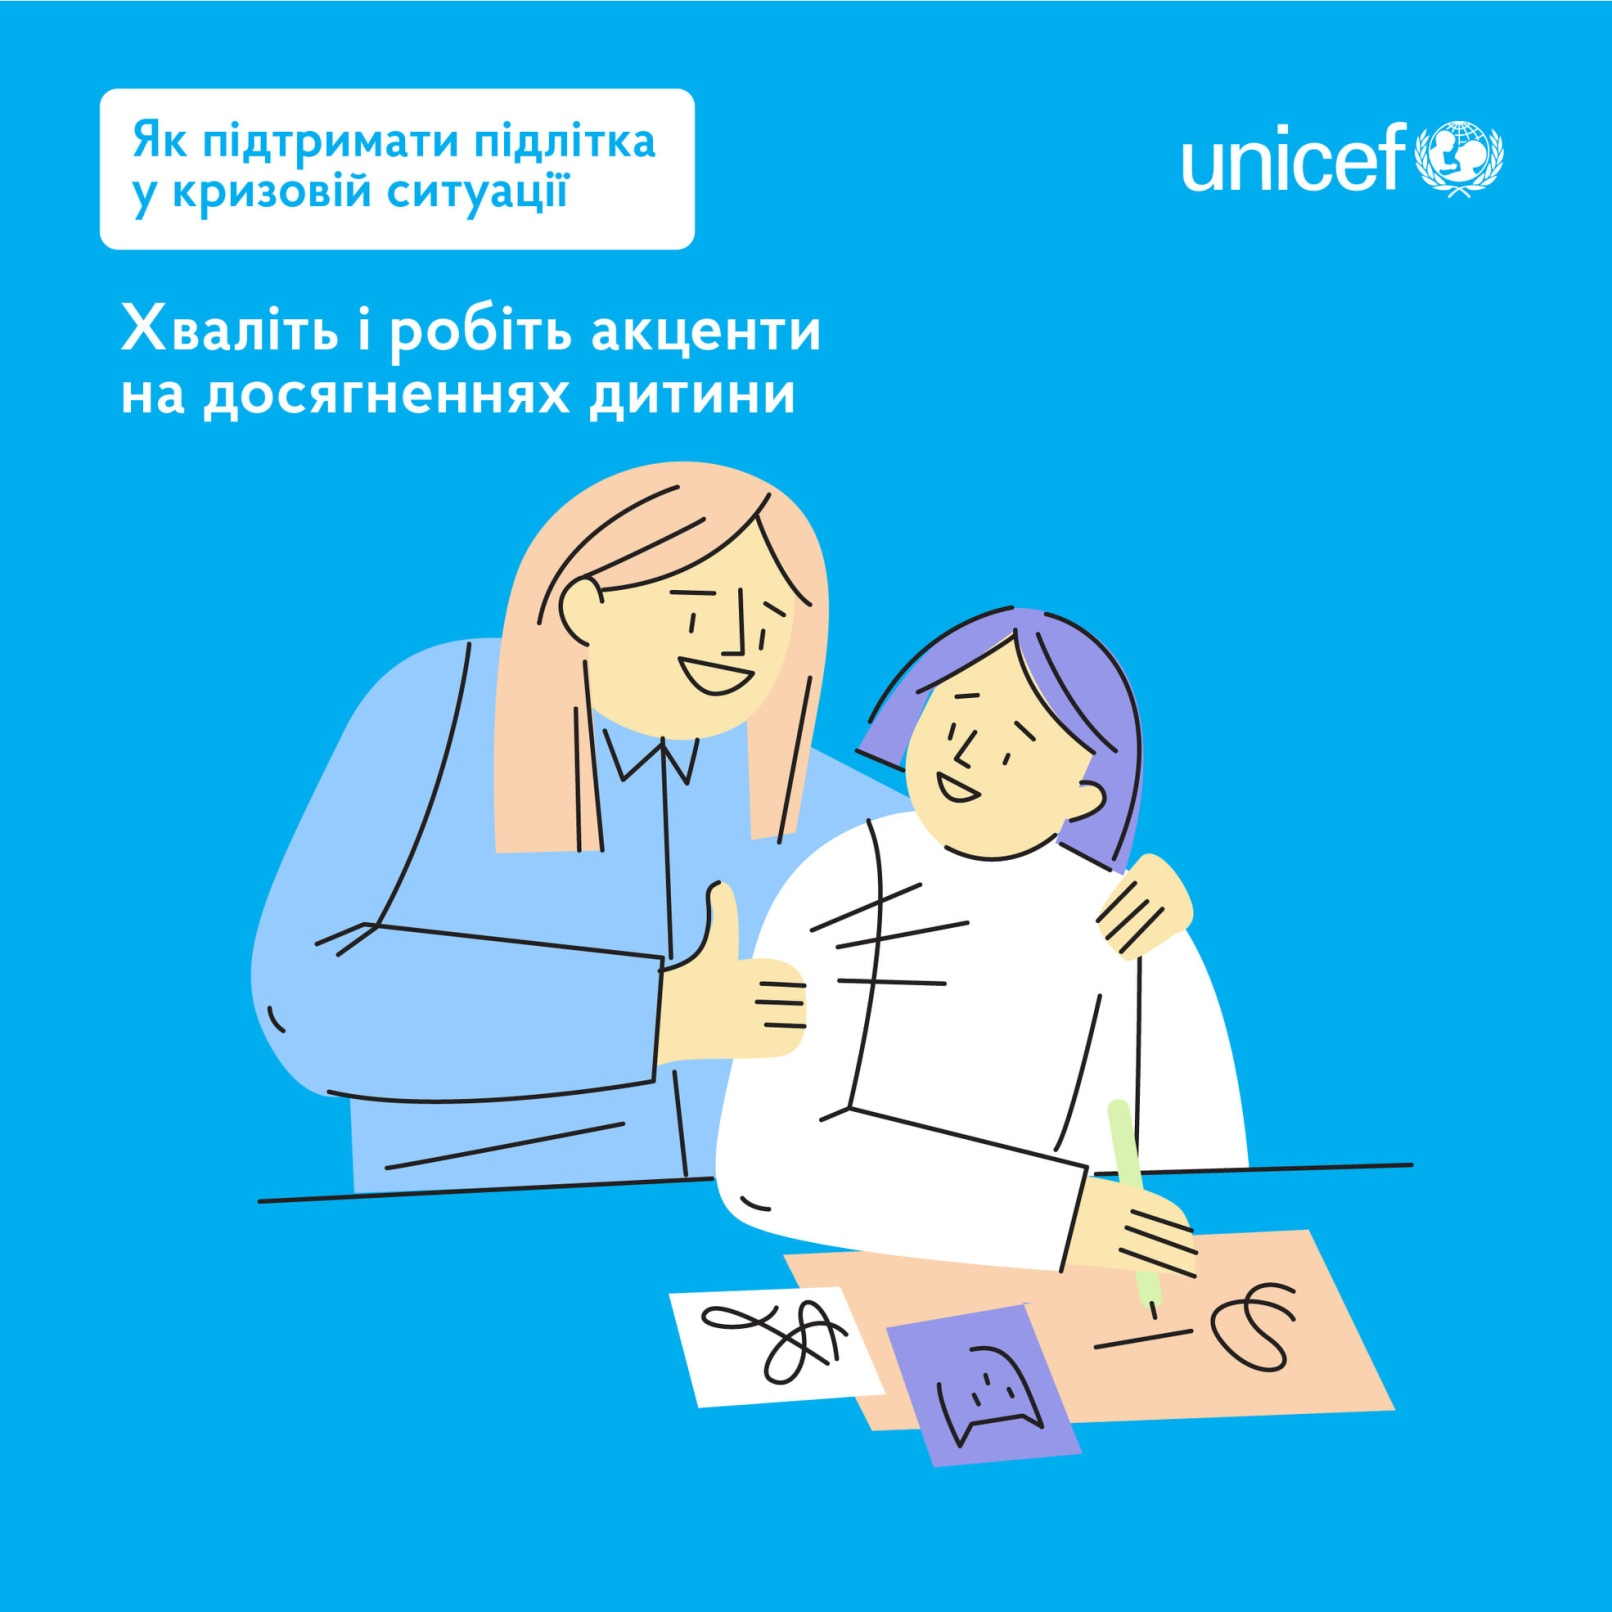 Як підтримати підлітка
у кризовій ситуації
unicef
Хваліть і робіть акценти
на досягненнях дитини